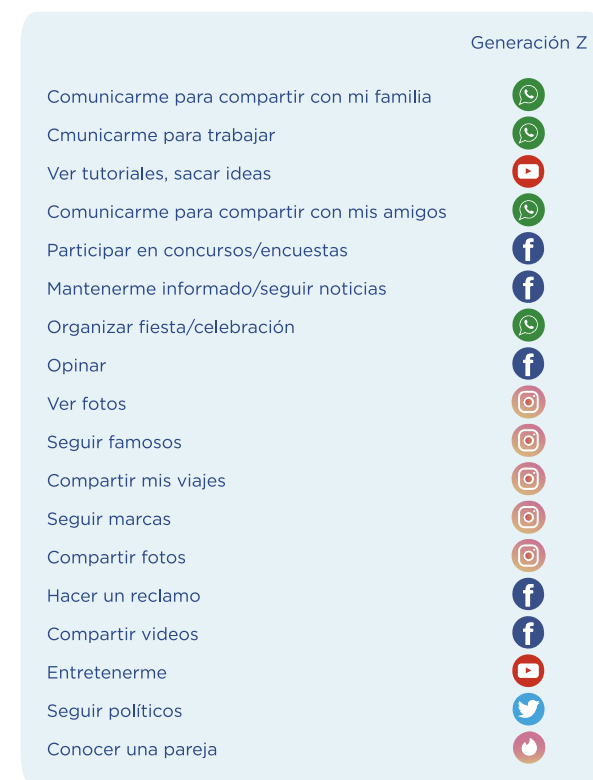 Generación Z
Comunicarme para compartir con mi familia
Cmunicarme para trabajar
Ver tutoriales, sacar ideas
Comunicarme para compartir con mis amigos
Participar en concursos/encuestas
Mantenerme informado/seguir noticias
Organizar fiesta/celebración
Opinar
Ver fotos
Seguir famosos
Compartir mis viajes
Seguir marcas
Compartir fotos
Hacer un reclamo
Compartir videos
Entretenerme
Seguir políticos
Conocer una pareja